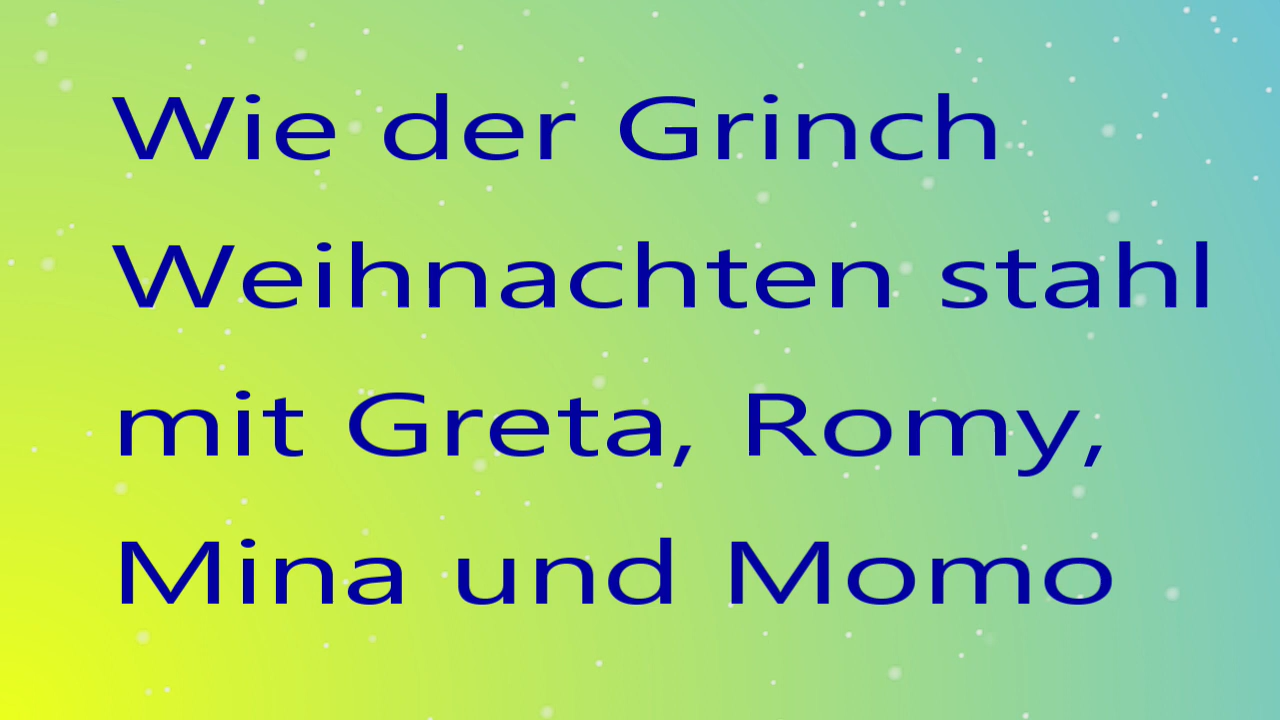 Wie der Grinch
Weihnachten stahl
mit Greta, Romy,
Mina und Momo